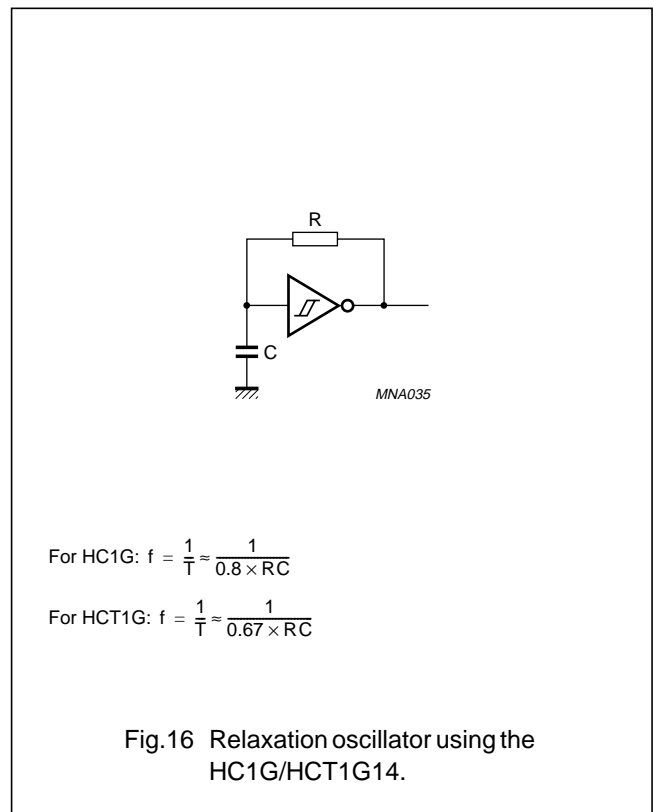 R
C
MNA035
For HC1G: f = 1/T ≈ 1/(0.8 × RC)
For HCT1G: f = 1/T ≈ 1/(0.67 × RC)
Fig.16 Relaxation oscillator using the
HC1G/HCT1G14.